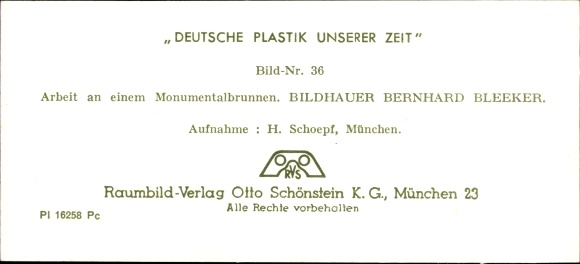 „DEUTSCHE PLASTIK UNSERER ZEIT”
Bild-Nr. 36
Arbeit an einem Monumentalbrunnen. BILDHAUER BERNHARD BLEEKER.
Aufnahme : H. Schoepf, München.
RVS
Raumbild-Verlag Otto Schönstein K. G., München 23
Alle Rechte vorbehalten
PI 16258 Pc